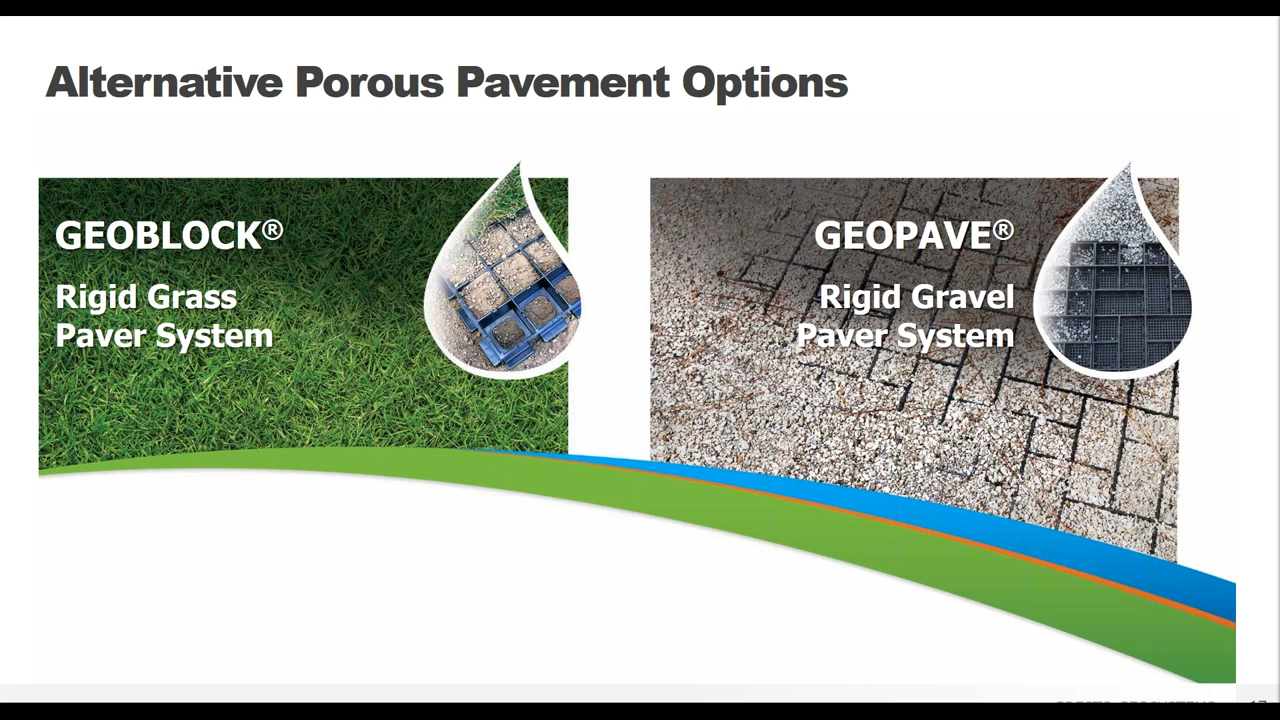 Alternative Porous Pavement Options
GEOBLOCK®
Rigid Grass
Paver System
GEOPAVE®
Rigid Gravel
Paver System